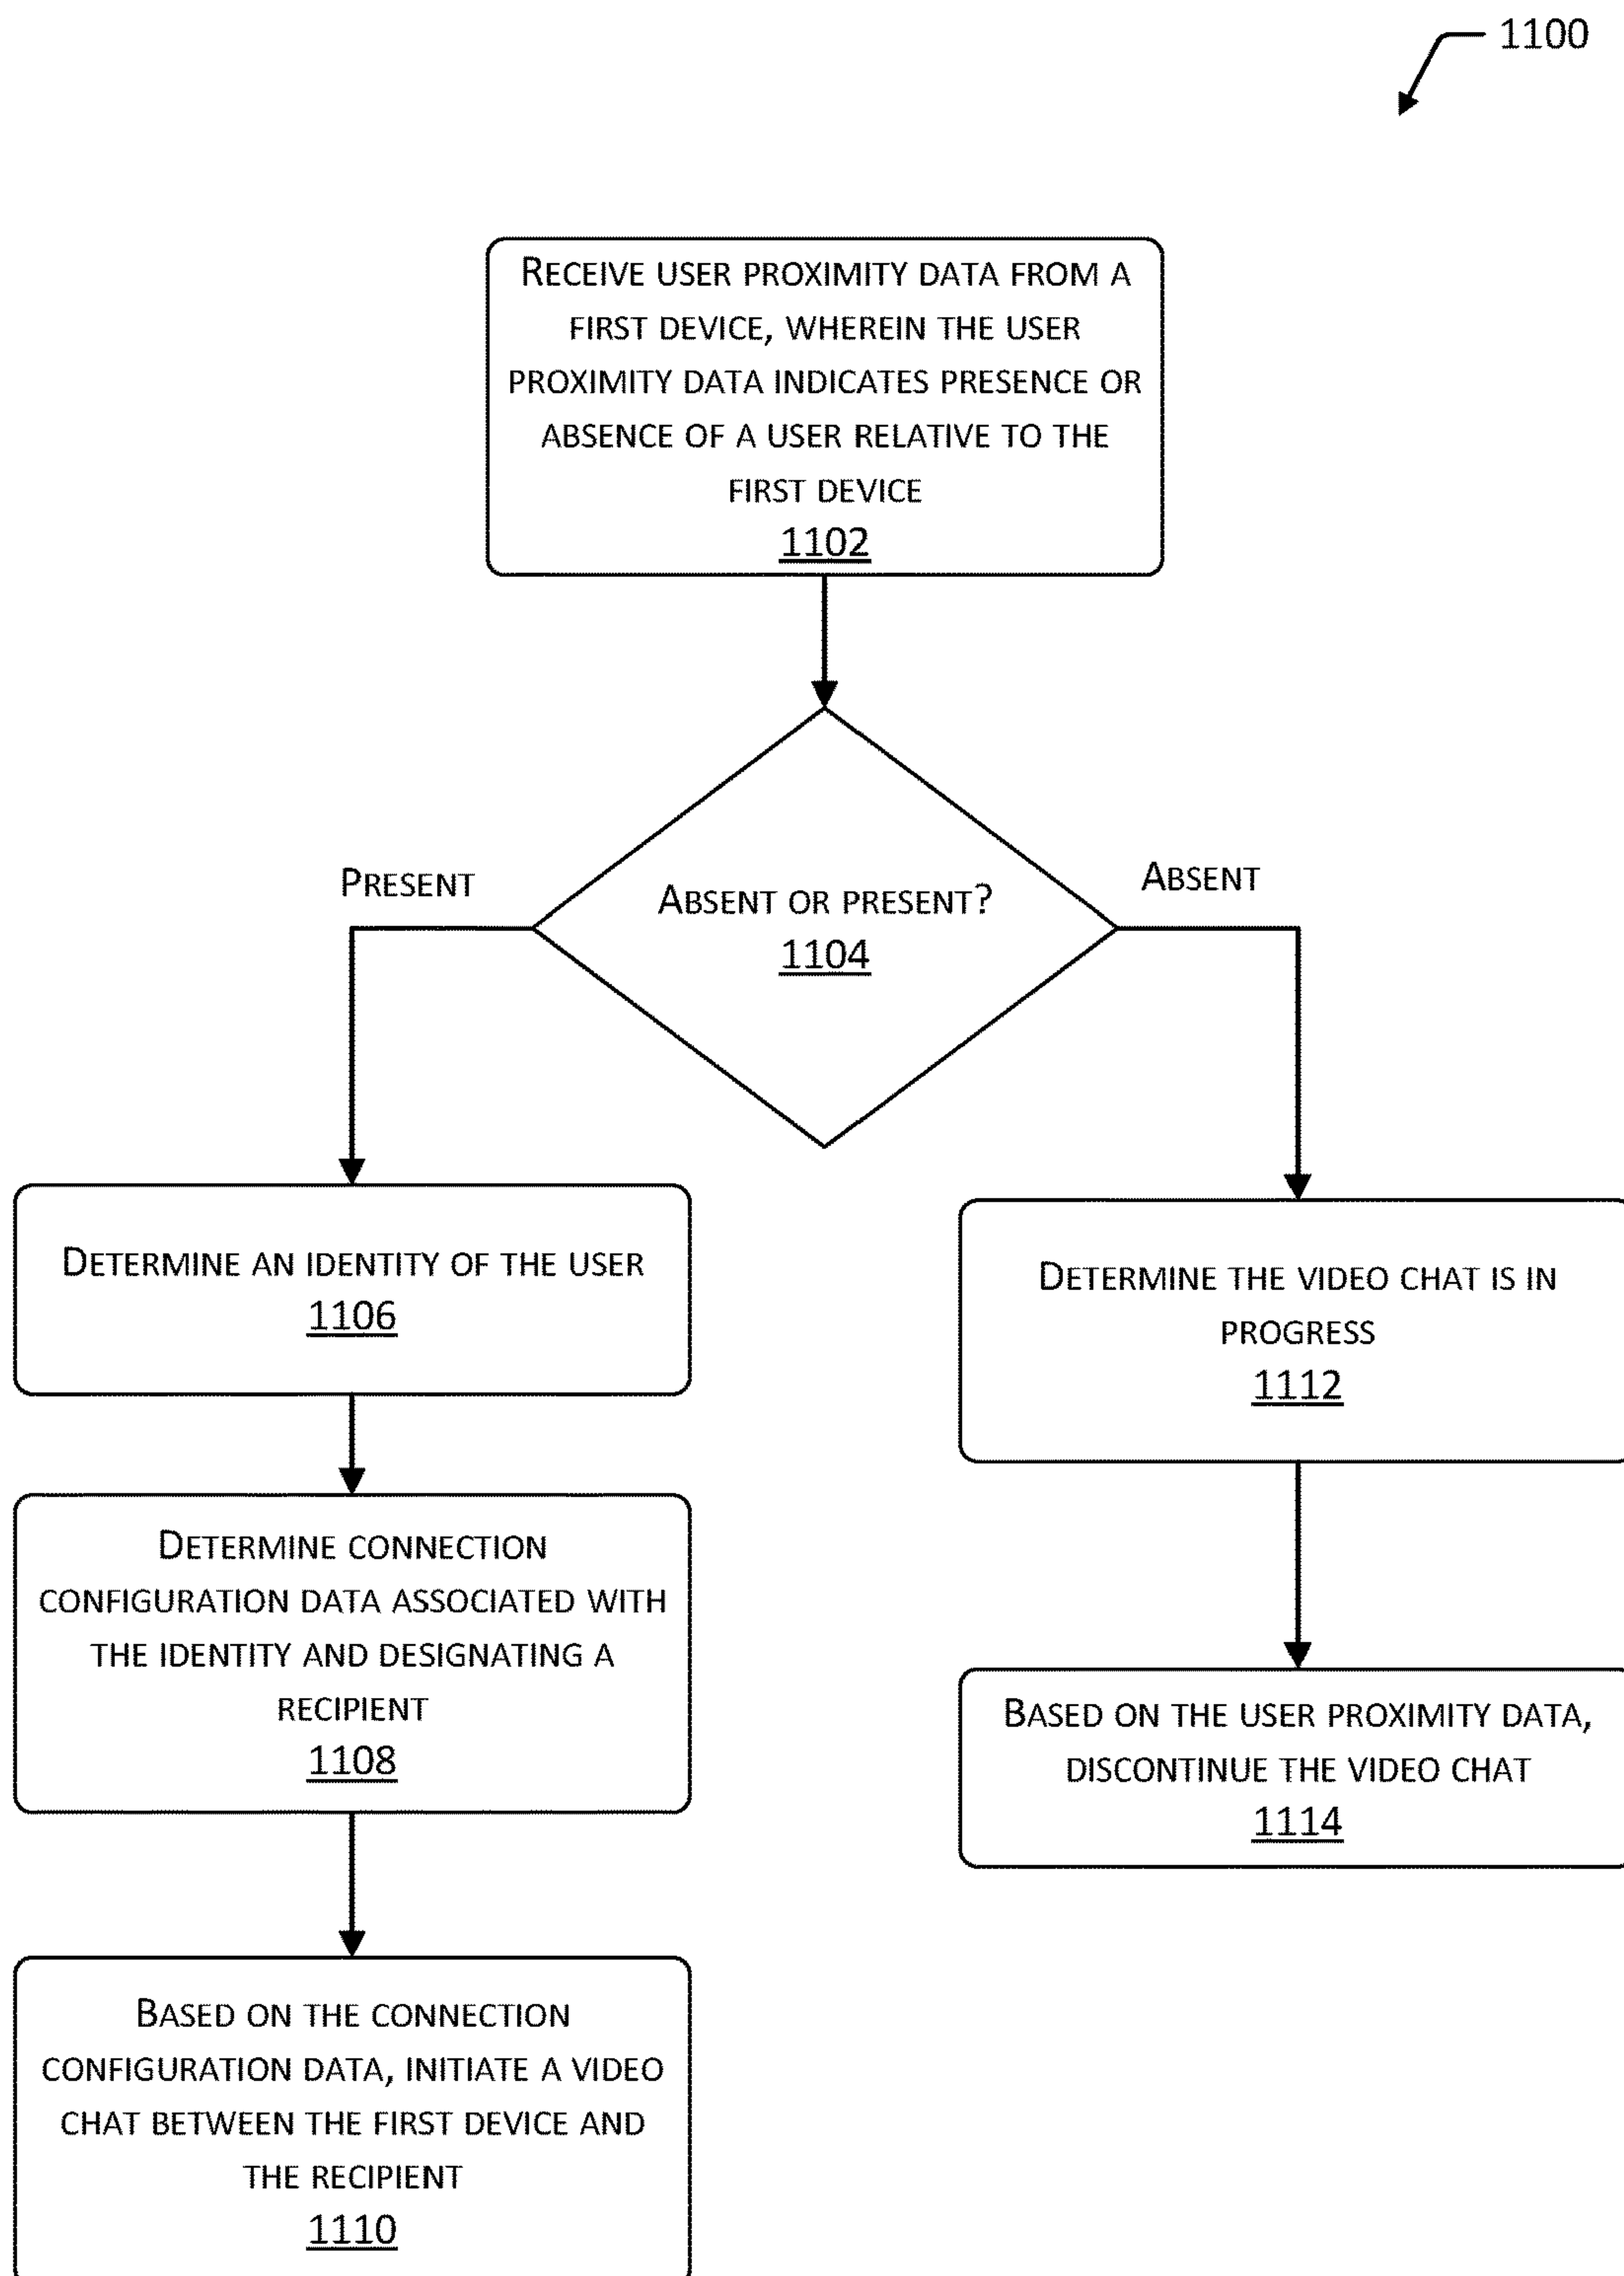 1100
RECEIVE USER PROXIMITY DATA FROM A
FIRST DEVICE, WHEREIN THE USER
PROXIMITY DATA INDICATES PRESENCE OR
ABSENCE OF A USER RELATIVE TO THE
FIRST DEVICE
1102
ABSENT OR PRESENT?
1104
PRESENT
ABSENT
DETERMINE AN IDENTITY OF THE USER
1106
DETERMINE CONNECTION
CONFIGURATION DATA ASSOCIATED WITH
THE IDENTITY AND DESIGNATING A
RECIPIENT
1108
BASED ON THE CONNECTION
CONFIGURATION DATA, INITIATE A VIDEO
CHAT BETWEEN THE FIRST DEVICE AND
THE RECIPIENT
1110
DETERMINE THE VIDEO CHAT IS IN
PROGRESS
1112
BASED ON THE USER PROXIMITY DATA,
DISCONTINUE THE VIDEO CHAT
1114